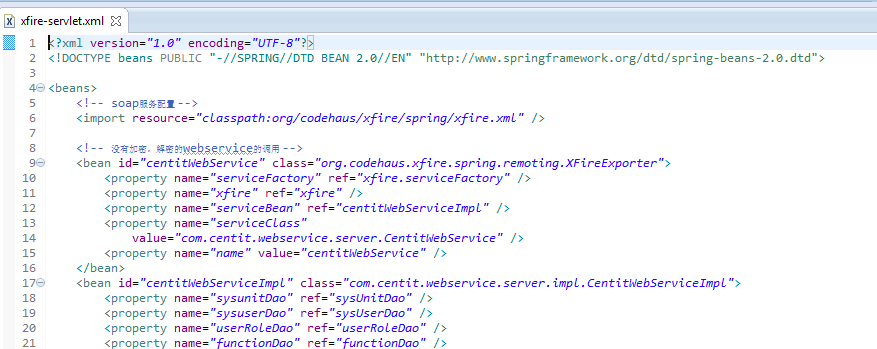 xfire-servlet.xml
1 <?xml version="1.0" encoding="UTF-8"?>
2 <!DOCTYPE beans PUBLIC "-//SPRING//DTD BEAN 2.0//EN" "http://www.springframework.org/dtd/spring-beans-2.0.dtd">
3
4 <beans>
5 <!-- soap服务配置 -->
6 <import resource="classpath:org/codehaus/xfire/spring/xfire.xml" />
7
8 <!-- 没有加密，解密的webservice的调用 -->
9 <bean id="centitWebService" class="org.codehaus.xfire.spring.remoting.XFireExporter">
10 <property name="serviceFactory" ref="xfire.serviceFactory" />
11 <property name="xfire" ref="xfire" />
12 <property name="serviceBean" ref="centitWebServiceImpl" />
13 <property name="serviceClass"
14 value="com.centit.webservice.server.CentitWebService" />
15 <property name="name" value="centitWebService" />
16 </bean>
17 <bean id="centitWebServiceImpl" class="com.centit.webservice.server.impl.CentitWebServiceImpl">
18 <property name="sysunitDao" ref="sysUnitDao" />
19 <property name="sysuserDao" ref="sysUserDao" />
20 <property name="userRoleDao" ref="userRoleDao" />
21 <property name="functionDao" ref="functionDao" />